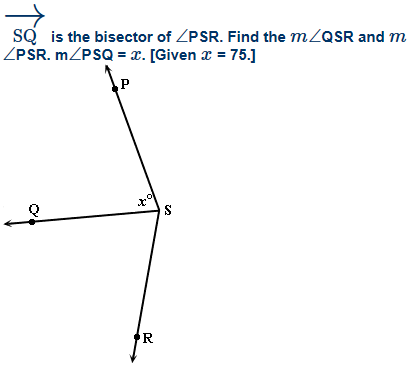 SQ is the bisector of ∠PSR. Find the m∠QSR and m
∠PSR. m∠PSQ = x. [Given x = 75.]
P
x°
Q
S
R